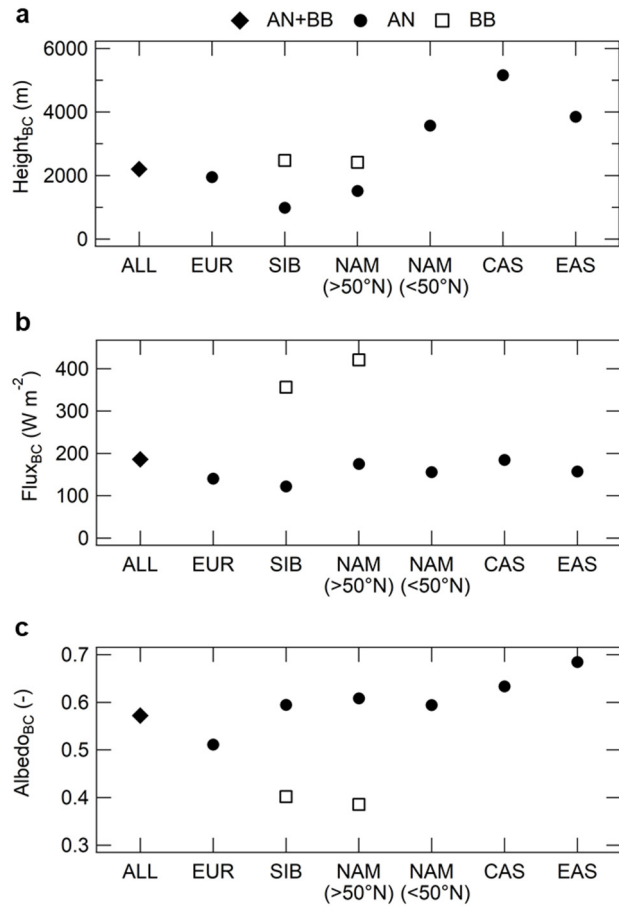 a
AN+BB AN BB
6000
4000
2000
0
Height_BC (m)
ALL EUR SIB NAM NAM CAS EAS
(>50°N) (<50°N)
b
400
300
200
100
0
Flux_BC (W m⁻²)
ALL EUR SIB NAM NAM CAS EAS
(>50°N) (<50°N)
c
0.7
0.6
0.5
0.4
0.3
Albedo_BC (-)
ALL EUR SIB NAM NAM CAS EAS
(>50°N) (<50°N)